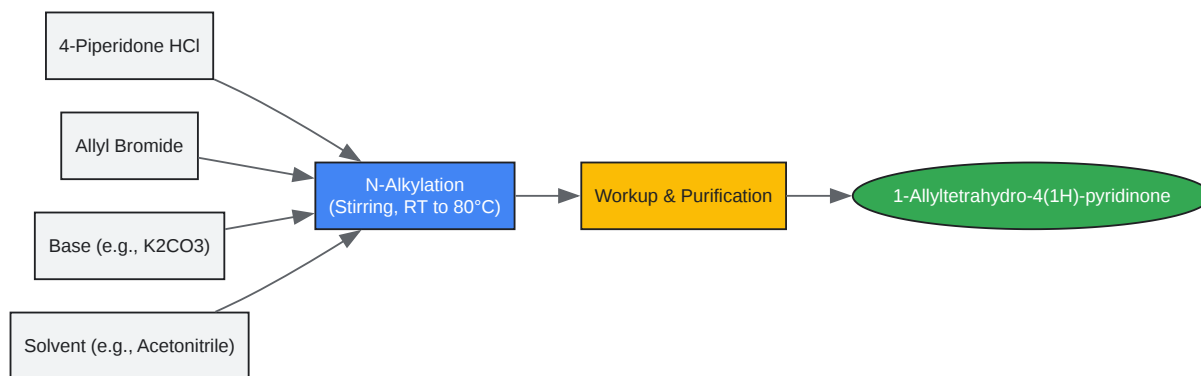 4-Piperidone HCl
Allyl Bromide
Base (e.g., K2CO3)
Solvent (e.g., Acetonitrile)
N-Alkylation
(Stirring, RT to 80°C)
Workup & Purification
1-Allyltetrahydro-4(1H)-pyridinone